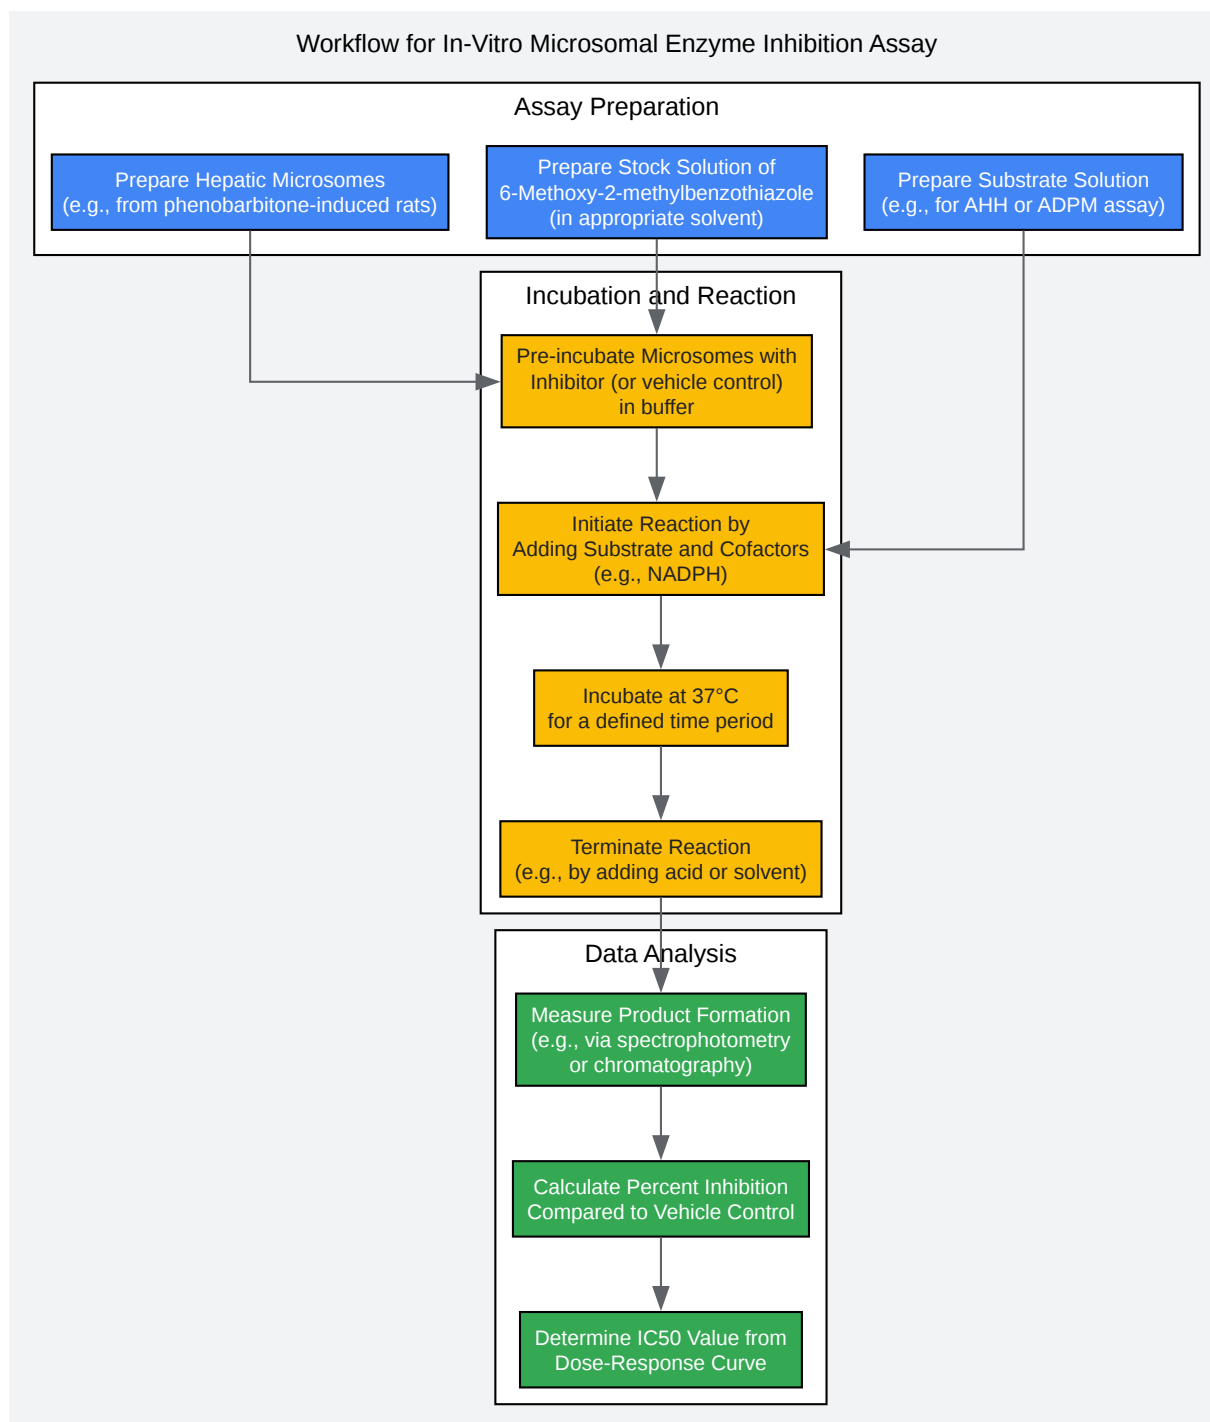 Workflow for In-Vitro Microsomal Enzyme Inhibition Assay
Assay Preparation
Prepare Hepatic Microsomes
(e.g., from phenobarbitone-induced rats)
Prepare Stock Solution of
6-Methoxy-2-methylbenzothiazole
(in appropriate solvent)
Prepare Substrate Solution
(e.g., for AHH or ADPM assay)
Incubation and Reaction
Pre-incubate Microsomes with
Inhibitor (or vehicle control)
in buffer
Initiate Reaction by
Adding Substrate and Cofactors
(e.g., NADPH)
Incubate at 37°C
for a defined time period
Terminate Reaction
(e.g., by adding acid or solvent)
Data Analysis
Measure Product Formation
(e.g., via spectrophotometry
or chromatography)
Calculate Percent Inhibition
Compared to Vehicle Control
Determine IC50 Value from
Dose-Response Curve